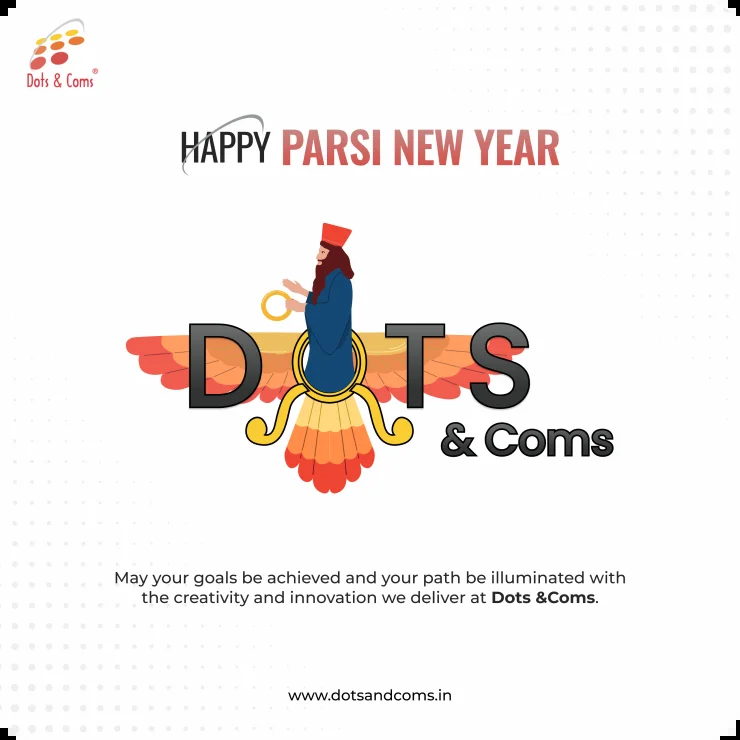 Dots & Coms®
HAPPY PARSI NEW YEAR
DOTS
& Coms
May your goals be achieved and your path be illuminated with
the creativity and innovation we deliver at Dots &Coms.
www.dotsandcoms.in